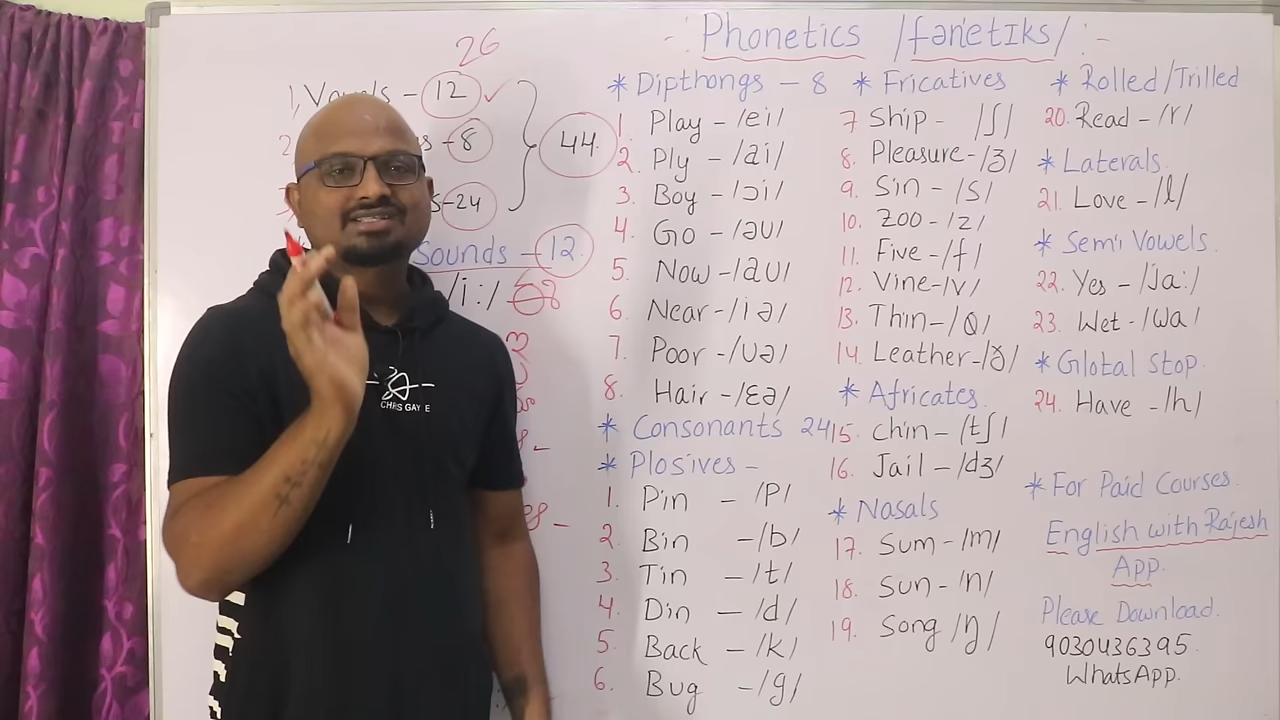 26
-: Phonetics /fənetɪks/ :-
1, Vowels - 12 ✓
2 - 8
3 - 24
44
Sounds - 12
/i:/
* Dipthongs - 8
1. Play - /ei/
2. Ply - /ai/
3. Boy - /ɔi/
4. Go - /əʊ/
5. Now - /aʊ/
6. Near - /iə/
7. Poor - /ʊə/
8. Hair - /ɛə/
* Consonants 24
* Plosives -
1. Pin - /P/
2. Bin - /b/
3. Tin - /t/
4. Din - /d/
5. Back - /k/
6. Bug - /g/
* Fricatives
7 Ship - /ʃ/
8. Pleasure - /ʒ/
9. Sin - /s/
10. Zoo - /z/
11. Five - /f/
12. Vine - /v/
13. Thin - /θ/
14. Leather - /ð/
* Africates
15. Chin - /tʃ/
16. Jail - /dʒ/
* Nasals
17. Sum - /m/
18. Sun - /n/
19. Song /ŋ/
* Rolled/Trilled
20. Read - /r/
* Laterals
21. Love - /l/
* Semi Vowels.
22. Yes - /Ja:/
23. Wet - /wa/
* Glotal Stop
24. Have - /h/
* For Paid Courses.
English with Rajesh
App.
Please Download.
9030436395.
WhatsApp.
CHRIS GAYLE